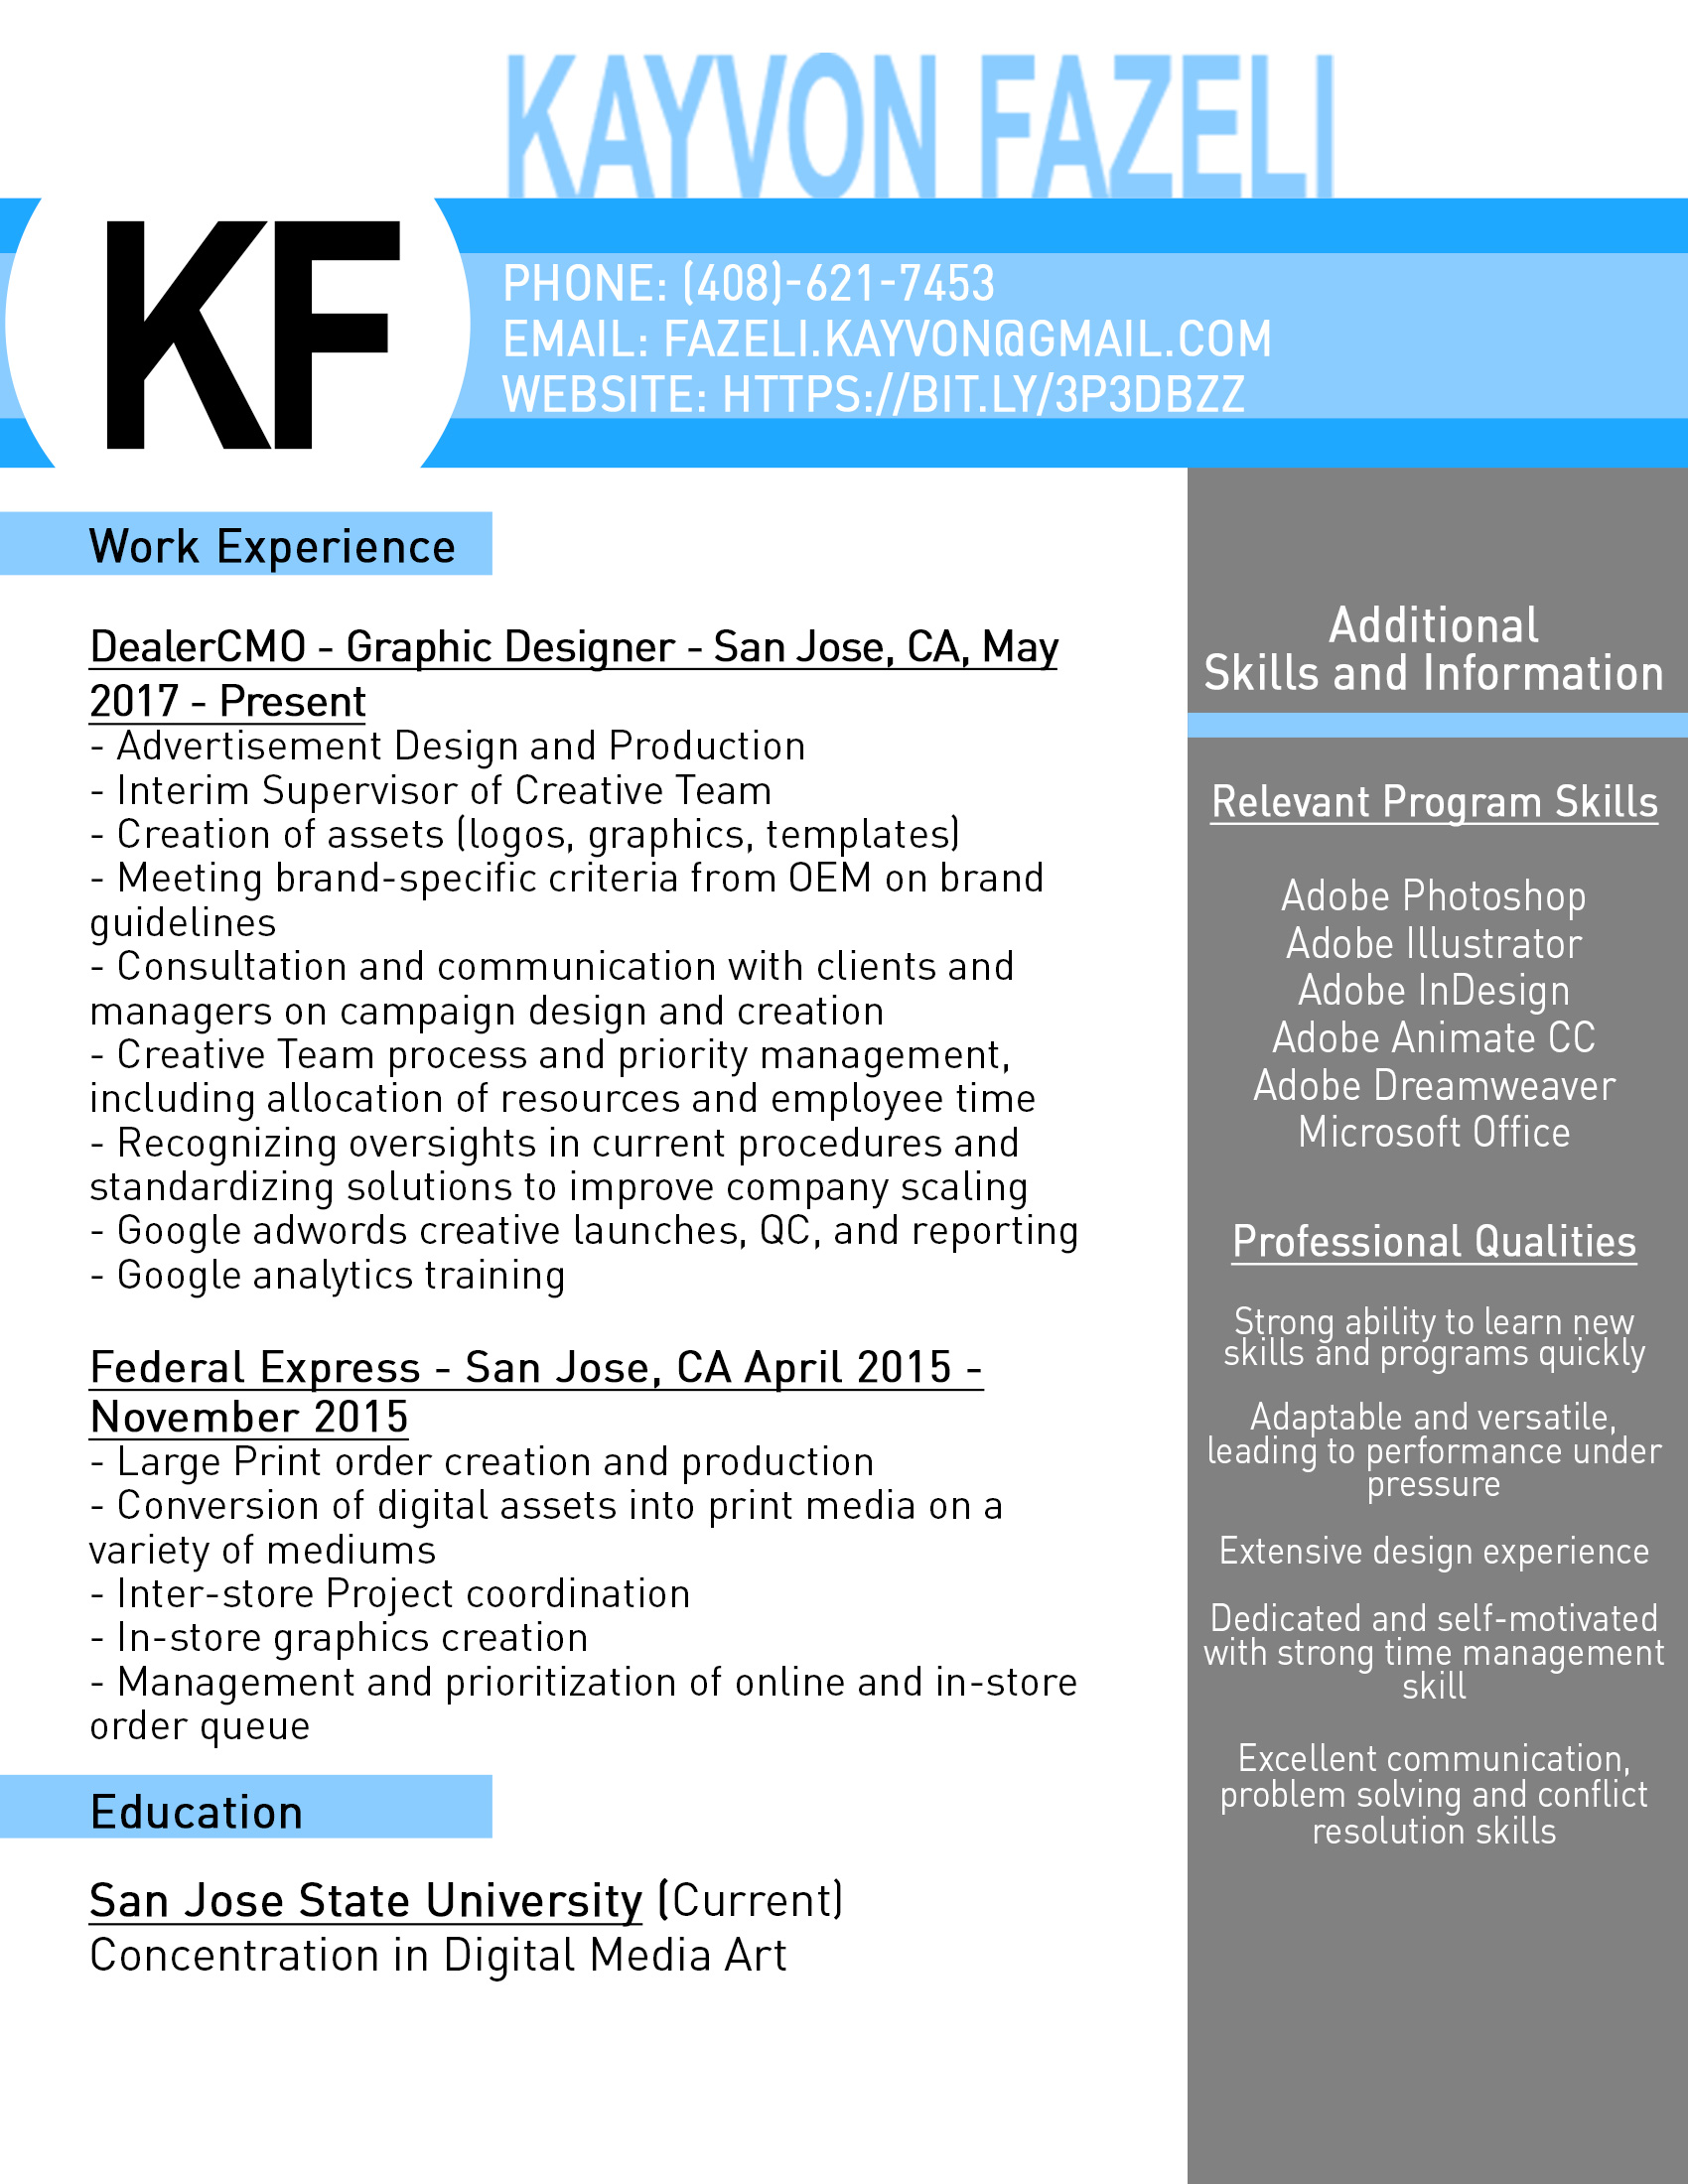 KAYVON FAZELI
KF
PHONE: (408)-621-7453
EMAIL: FAZELI.KAYVON@GMAIL.COM
WEBSITE: HTTPS://BIT.LY/3P3DBZZ
Work Experience
DealerCMO - Graphic Designer - San Jose, CA, May
2017 - Present
- Advertisement Design and Production
- Interim Supervisor of Creative Team
- Creation of assets (logos, graphics, templates)
- Meeting brand-specific criteria from OEM on brand
guidelines
- Consultation and communication with clients and
managers on campaign design and creation
- Creative Team process and priority management,
including allocation of resources and employee time
- Recognizing oversights in current procedures and
standardizing solutions to improve company scaling
- Google adwords creative launches, QC, and reporting
- Google analytics training
Federal Express - San Jose, CA April 2015 -
November 2015
- Large Print order creation and production
- Conversion of digital assets into print media on a
variety of mediums
- Inter-store Project coordination
- In-store graphics creation
- Management and prioritization of online and in-store
order queue
Education
San Jose State University (Current)
Concentration in Digital Media Art
Additional
Skills and Information
Relevant Program Skills
Adobe Photoshop
Adobe Illustrator
Adobe InDesign
Adobe Animate CC
Adobe Dreamweaver
Microsoft Office
Professional Qualities
Strong ability to learn new
skills and programs quickly
Adaptable and versatile,
leading to performance under
pressure
Extensive design experience
Dedicated and self-motivated
with strong time management
skill
Excellent communication,
problem solving and conflict
resolution skills